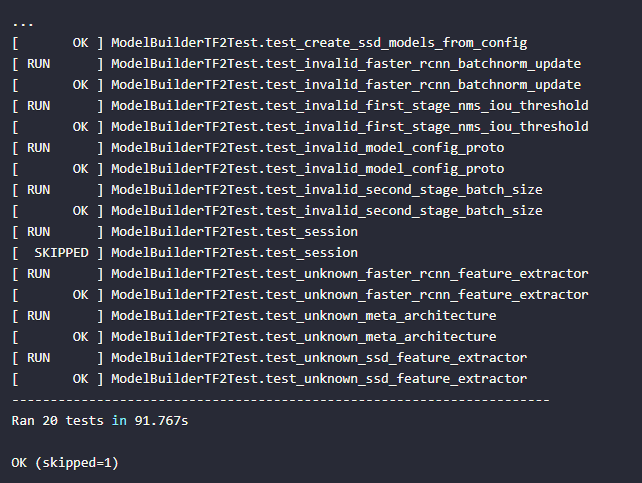 ...
[       OK ] ModelBuilderTF2Test.test_create_ssd_models_from_config
[ RUN      ] ModelBuilderTF2Test.test_invalid_faster_rcnn_batchnorm_update
[       OK ] ModelBuilderTF2Test.test_invalid_faster_rcnn_batchnorm_update
[ RUN      ] ModelBuilderTF2Test.test_invalid_first_stage_nms_iou_threshold
[       OK ] ModelBuilderTF2Test.test_invalid_first_stage_nms_iou_threshold
[ RUN      ] ModelBuilderTF2Test.test_invalid_model_config_proto
[       OK ] ModelBuilderTF2Test.test_invalid_model_config_proto
[ RUN      ] ModelBuilderTF2Test.test_invalid_second_stage_batch_size
[       OK ] ModelBuilderTF2Test.test_invalid_second_stage_batch_size
[ RUN      ] ModelBuilderTF2Test.test_session
[  SKIPPED ] ModelBuilderTF2Test.test_session
[ RUN      ] ModelBuilderTF2Test.test_unknown_faster_rcnn_feature_extractor
[       OK ] ModelBuilderTF2Test.test_unknown_faster_rcnn_feature_extractor
[ RUN      ] ModelBuilderTF2Test.test_unknown_meta_architecture
[       OK ] ModelBuilderTF2Test.test_unknown_meta_architecture
[ RUN      ] ModelBuilderTF2Test.test_unknown_ssd_feature_extractor
[       OK ] ModelBuilderTF2Test.test_unknown_ssd_feature_extractor
----------------------------------------------------------------------
Ran 20 tests in 91.767s
OK (skipped=1)